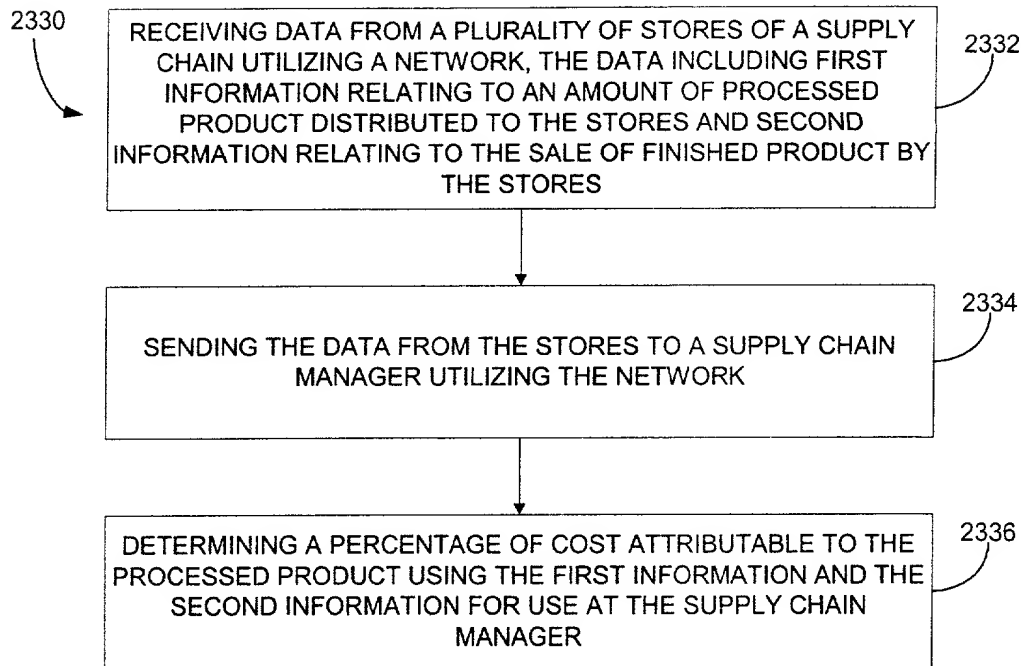 2330
RECEIVING DATA FROM A PLURALITY OF STORES OF A SUPPLY
CHAIN UTILIZING A NETWORK, THE DATA INCLUDING FIRST
INFORMATION RELATING TO AN AMOUNT OF PROCESSED
PRODUCT DISTRIBUTED TO THE STORES AND SECOND
INFORMATION RELATING TO THE SALE OF FINISHED PRODUCT BY
THE STORES
2332
SENDING THE DATA FROM THE STORES TO A SUPPLY CHAIN
MANAGER UTILIZING THE NETWORK
2334
DETERMINING A PERCENTAGE OF COST ATTRIBUTABLE TO THE
PROCESSED PRODUCT USING THE FIRST INFORMATION AND THE
SECOND INFORMATION FOR USE AT THE SUPPLY CHAIN
MANAGER
2336